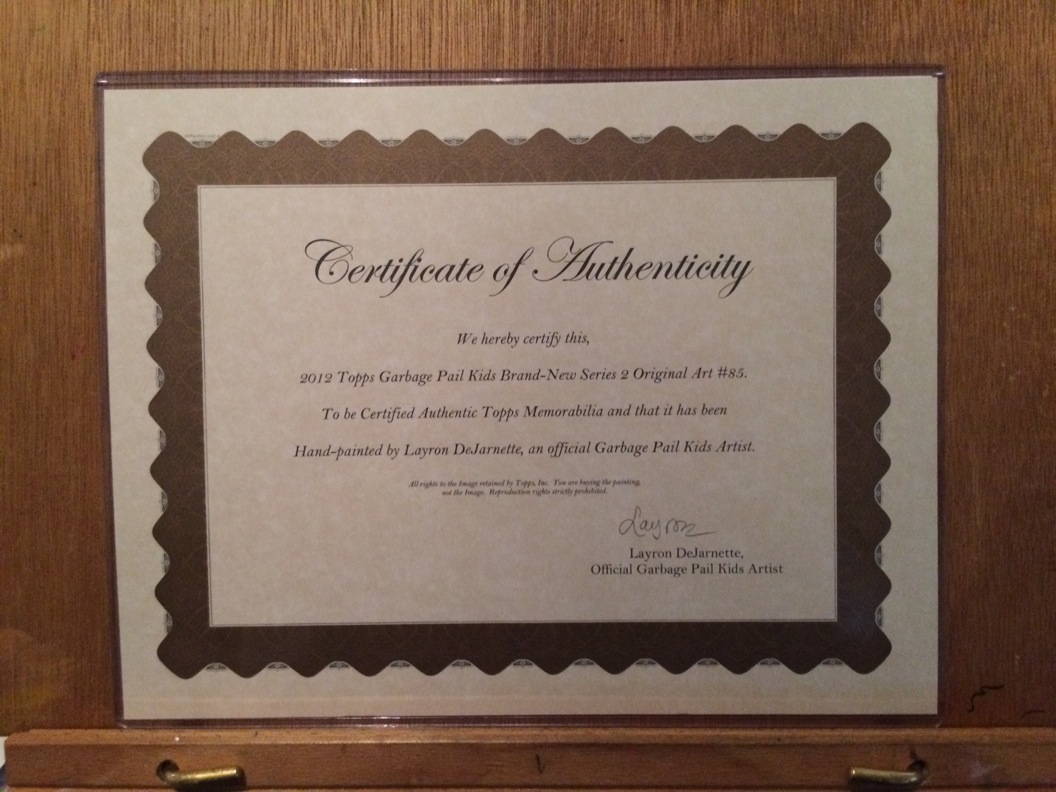 Certificate of Authenticity
We hereby certify this,
2012 Topps Garbage Pail Kids Brand-New Series 2 Original Art #85.
To be Certified Authentic Topps Memorabilia and that it has been
Hand-painted by Layron DeJarnette, an official Garbage Pail Kids Artist.
All rights to the Image retained by Topps, Inc. You are buying the painting,
not the Image. Reproduction rights strictly prohibited.
Layron
Layron DeJarnette,
Official Garbage Pail Kids Artist